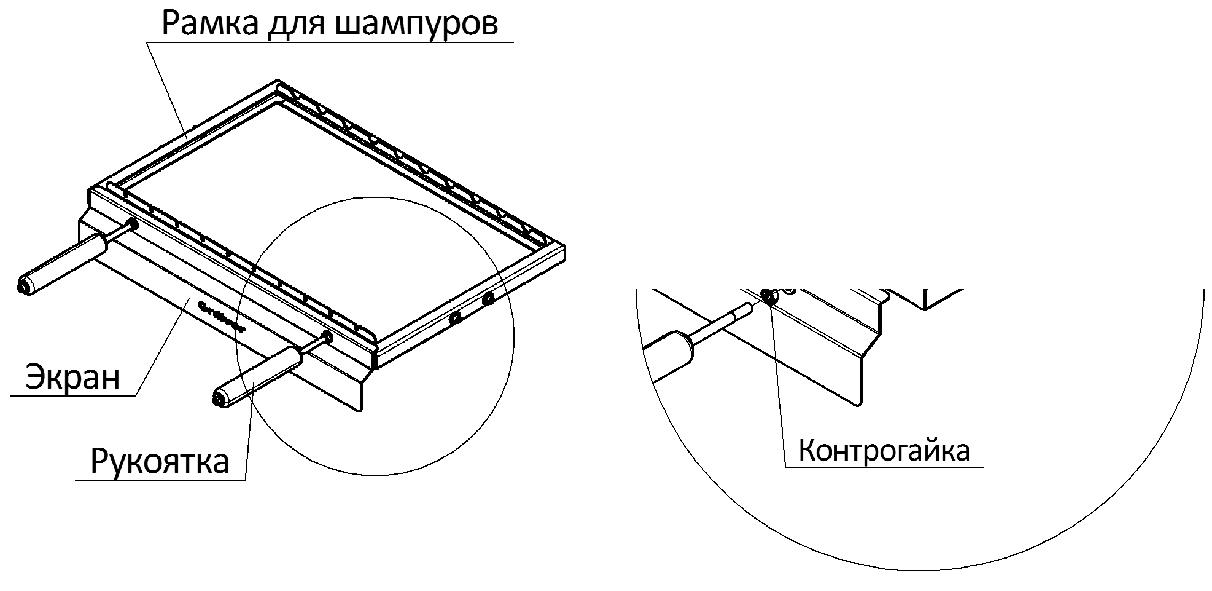 Рамка для шампуров
Экран
Рукоятка
Контрогайка